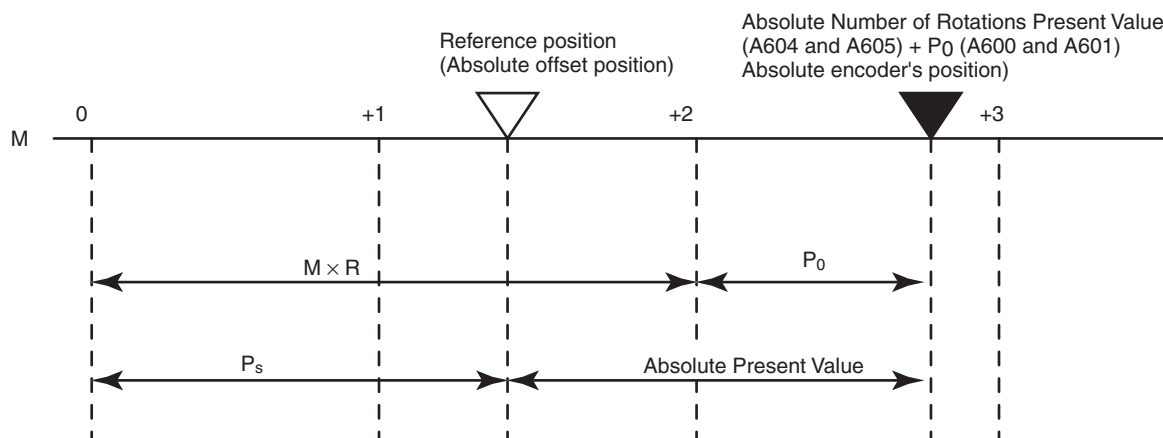 Absolute Number of Rotations Present Value
(A604 and A605) + P0 (A600 and A601)
Absolute encoder's position)
Reference position
(Absolute offset position)
0
+1
+2
+3
M
M × R
P0
Ps
Absolute Present Value